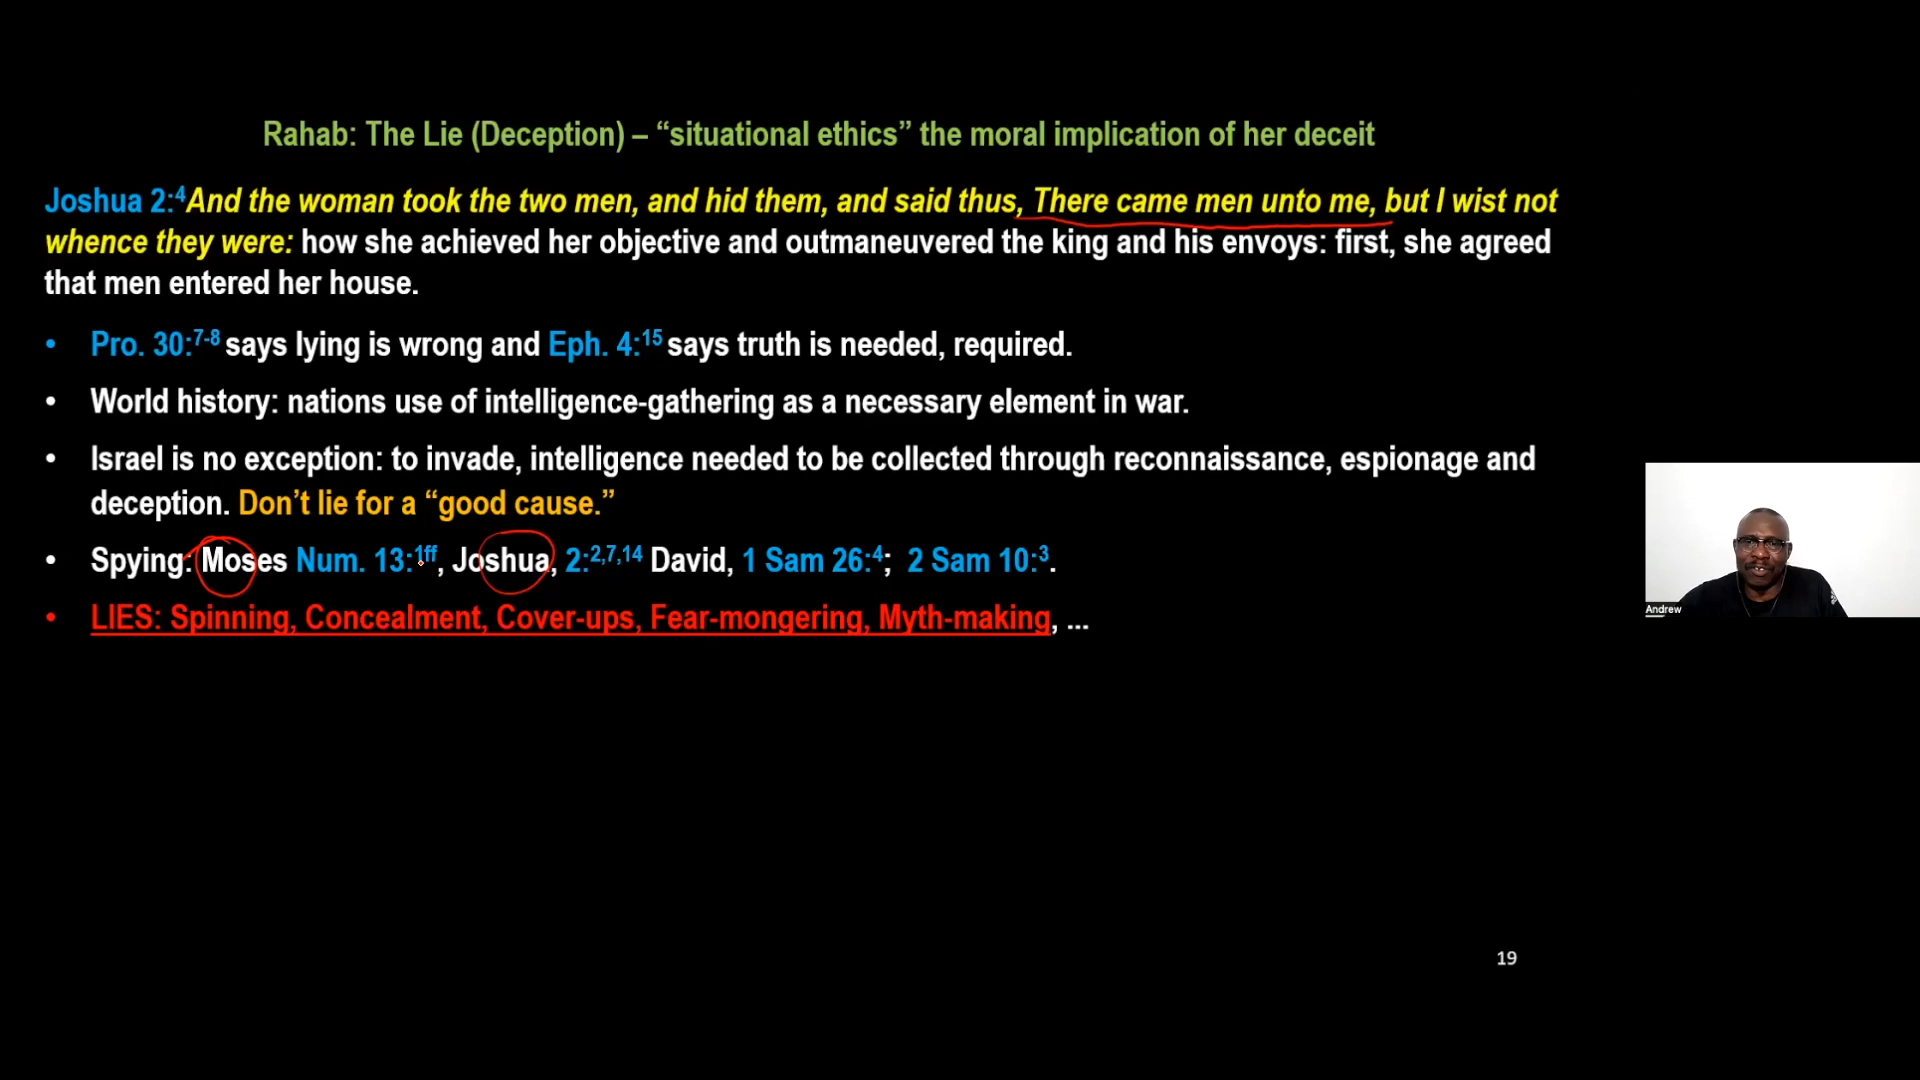 Rahab: The Lie (Deception) – “situational ethics” the moral implication of her deceit
Joshua 2:4And the woman took the two men, and hid them, and said thus, There came men unto me, but I wist not
whence they were: how she achieved her objective and outmaneuvered the king and his envoys: first, she agreed
that men entered her house.
• Pro. 30:7-8 says lying is wrong and Eph. 4:15 says truth is needed, required.
• World history: nations use of intelligence-gathering as a necessary element in war.
• Israel is no exception: to invade, intelligence needed to be collected through reconnaissance, espionage and
deception. Don’t lie for a “good cause.”
• Spying: Moses Num. 13:1ff, Joshua, 2:2,7,14 David, 1 Sam 26:4; 2 Sam 10:3.
• LIES: Spinning, Concealment, Cover-ups, Fear-mongering, Myth-making, ...
Andrew
19